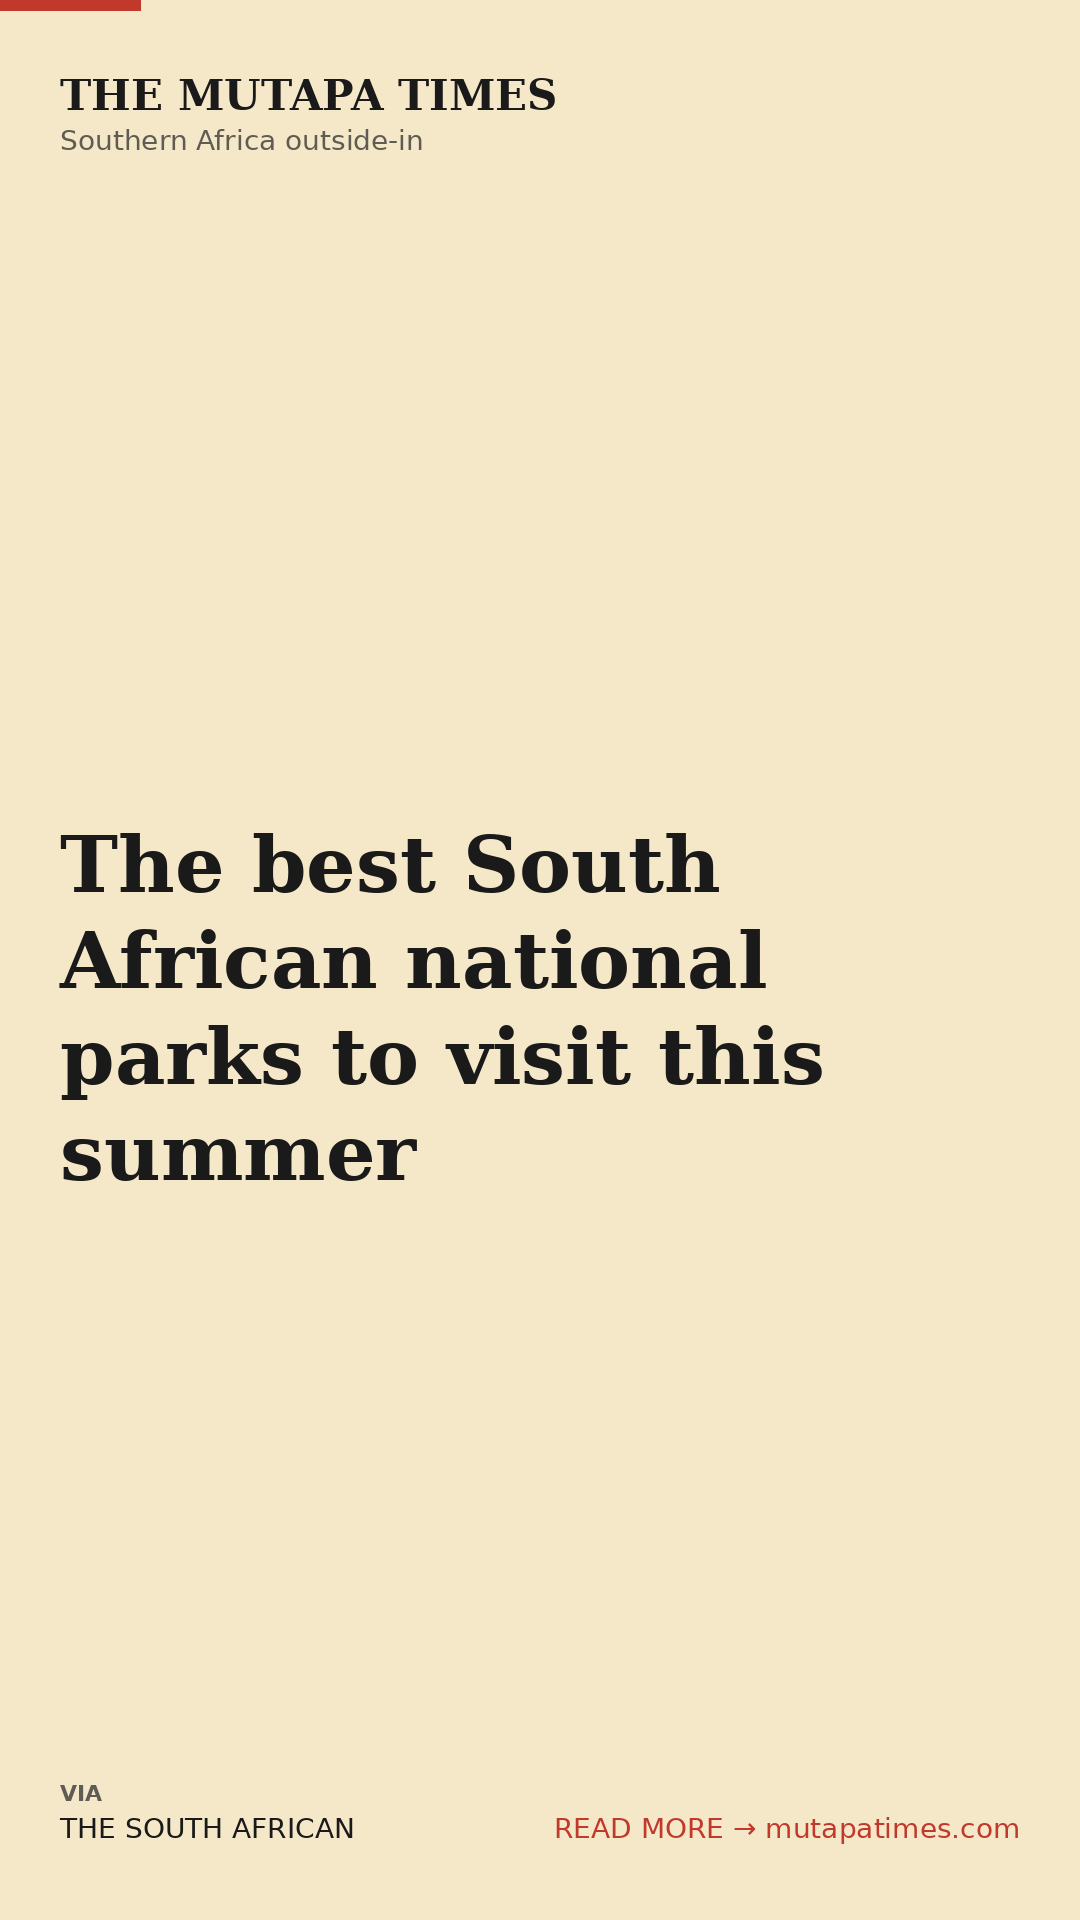 THE MUTAPA TIMES
Southern Africa outside-in
The best South
African national
parks to visit this
summer
VIA
THE SOUTH AFRICAN
READ MORE → mutapatimes.com